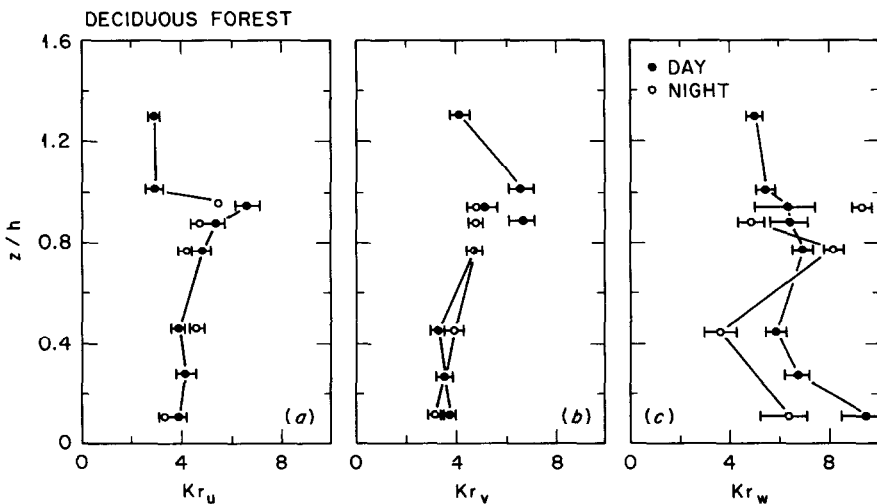 DECIDUOUS FOREST
1.6
1.2
0.8
0.4
0
z/h
(a)
(b)
(c)
● DAY
○ NIGHT
0 4 8
0 4 8
0 4 8
Kr_u
Kr_v
Kr_w